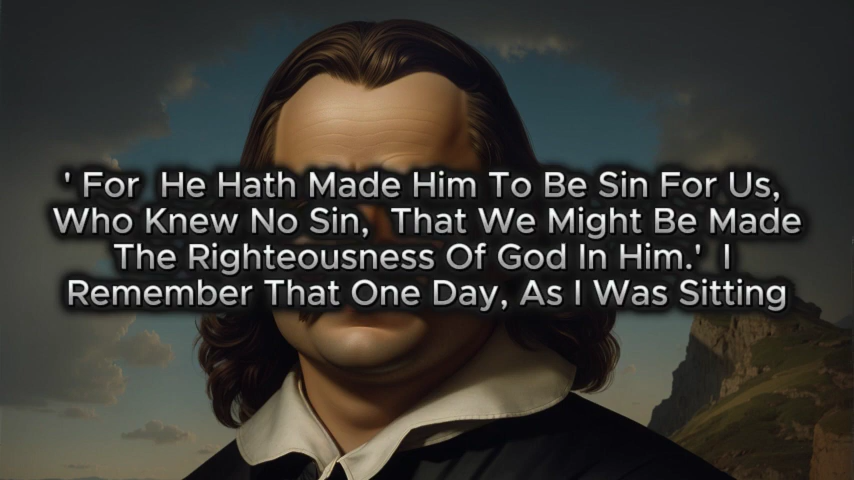 ' For  He Hath Made Him To Be Sin For Us,
Who Knew No Sin,  That We Might Be Made
The Righteousness Of God In Him.'  I
Remember That One Day, As I Was Sitting